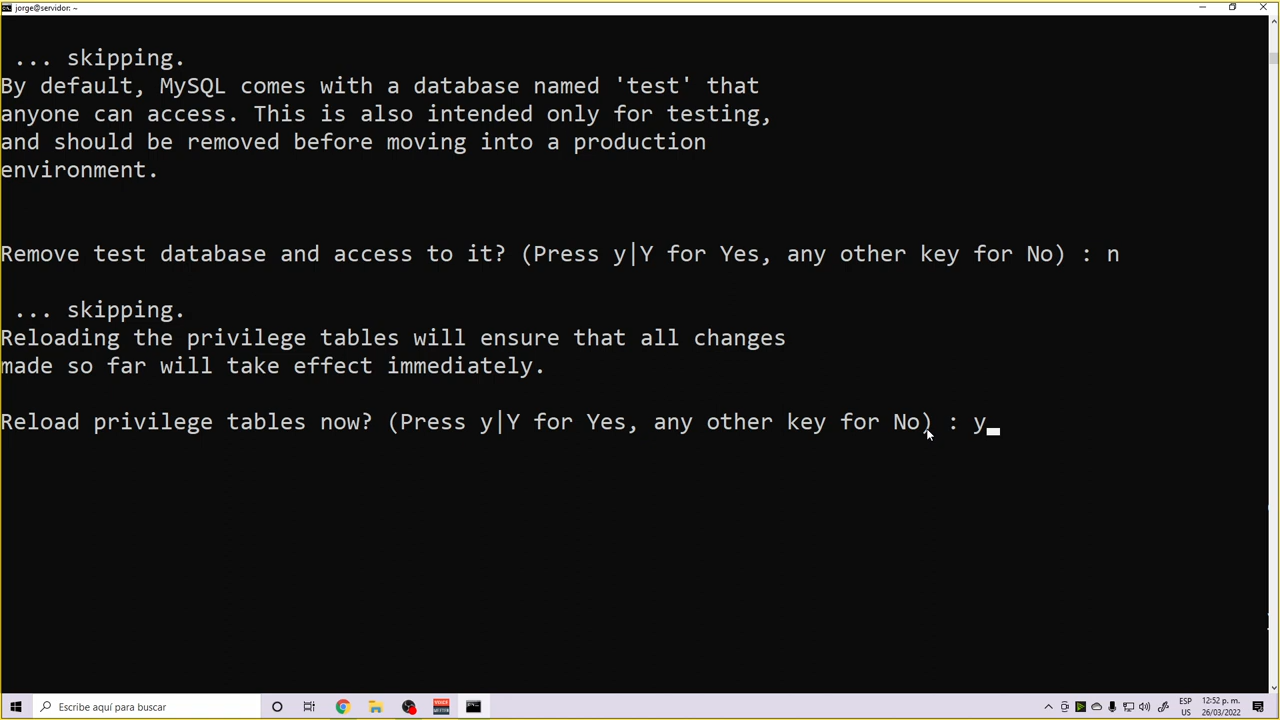 jorge@servidor: ~
... skipping.
By default, MySQL comes with a database named 'test' that
anyone can access. This is also intended only for testing,
and should be removed before moving into a production
environment.
Remove test database and access to it? (Press y|Y for Yes, any other key for No) : n
... skipping.
Reloading the privilege tables will ensure that all changes
made so far will take effect immediately.
Reload privilege tables now? (Press y|Y for Yes, any other key for No) : y
Escribe aquí para buscar
ESP
US
12:52 p. m.
26/03/2022